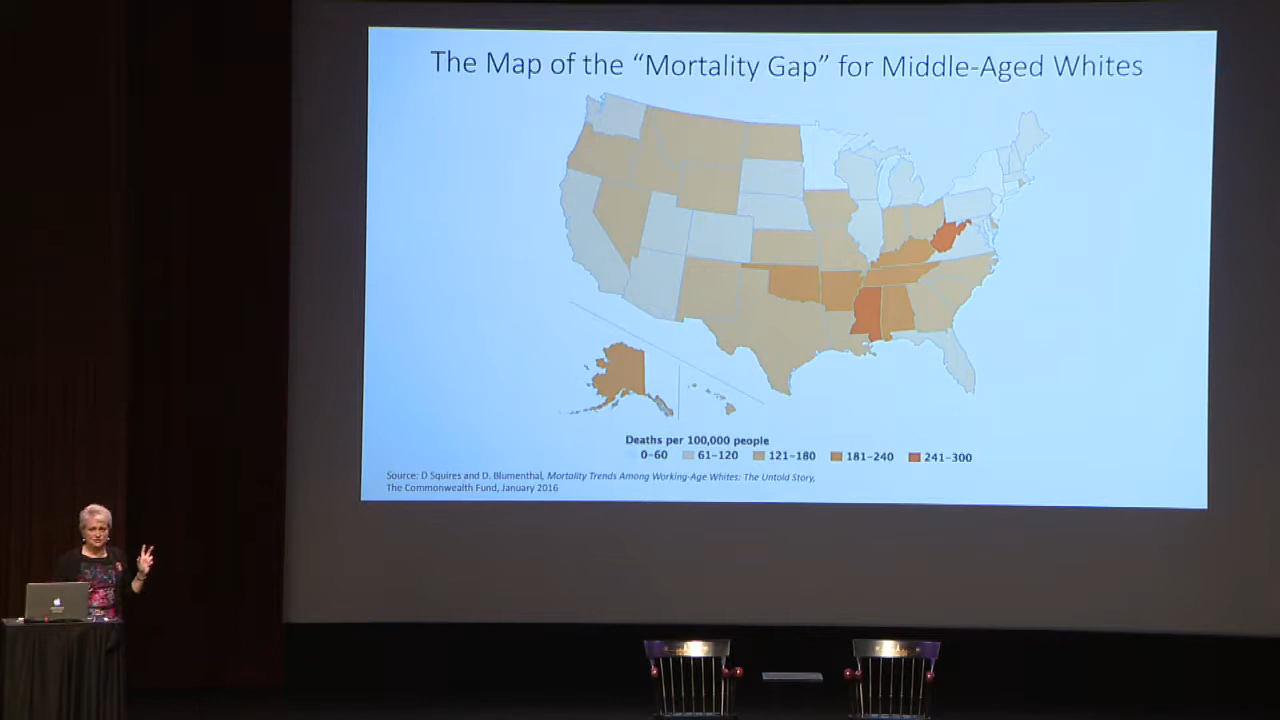 The Map of the “Mortality Gap” for Middle-Aged Whites
Deaths per 100,000 people
0–60 61–120 121–180 181–240 241–300
Source: D Squires and D. Blumenthal, Mortality Trends Among Working-Age Whites: The Untold Story,
The Commonwealth Fund, January 2016